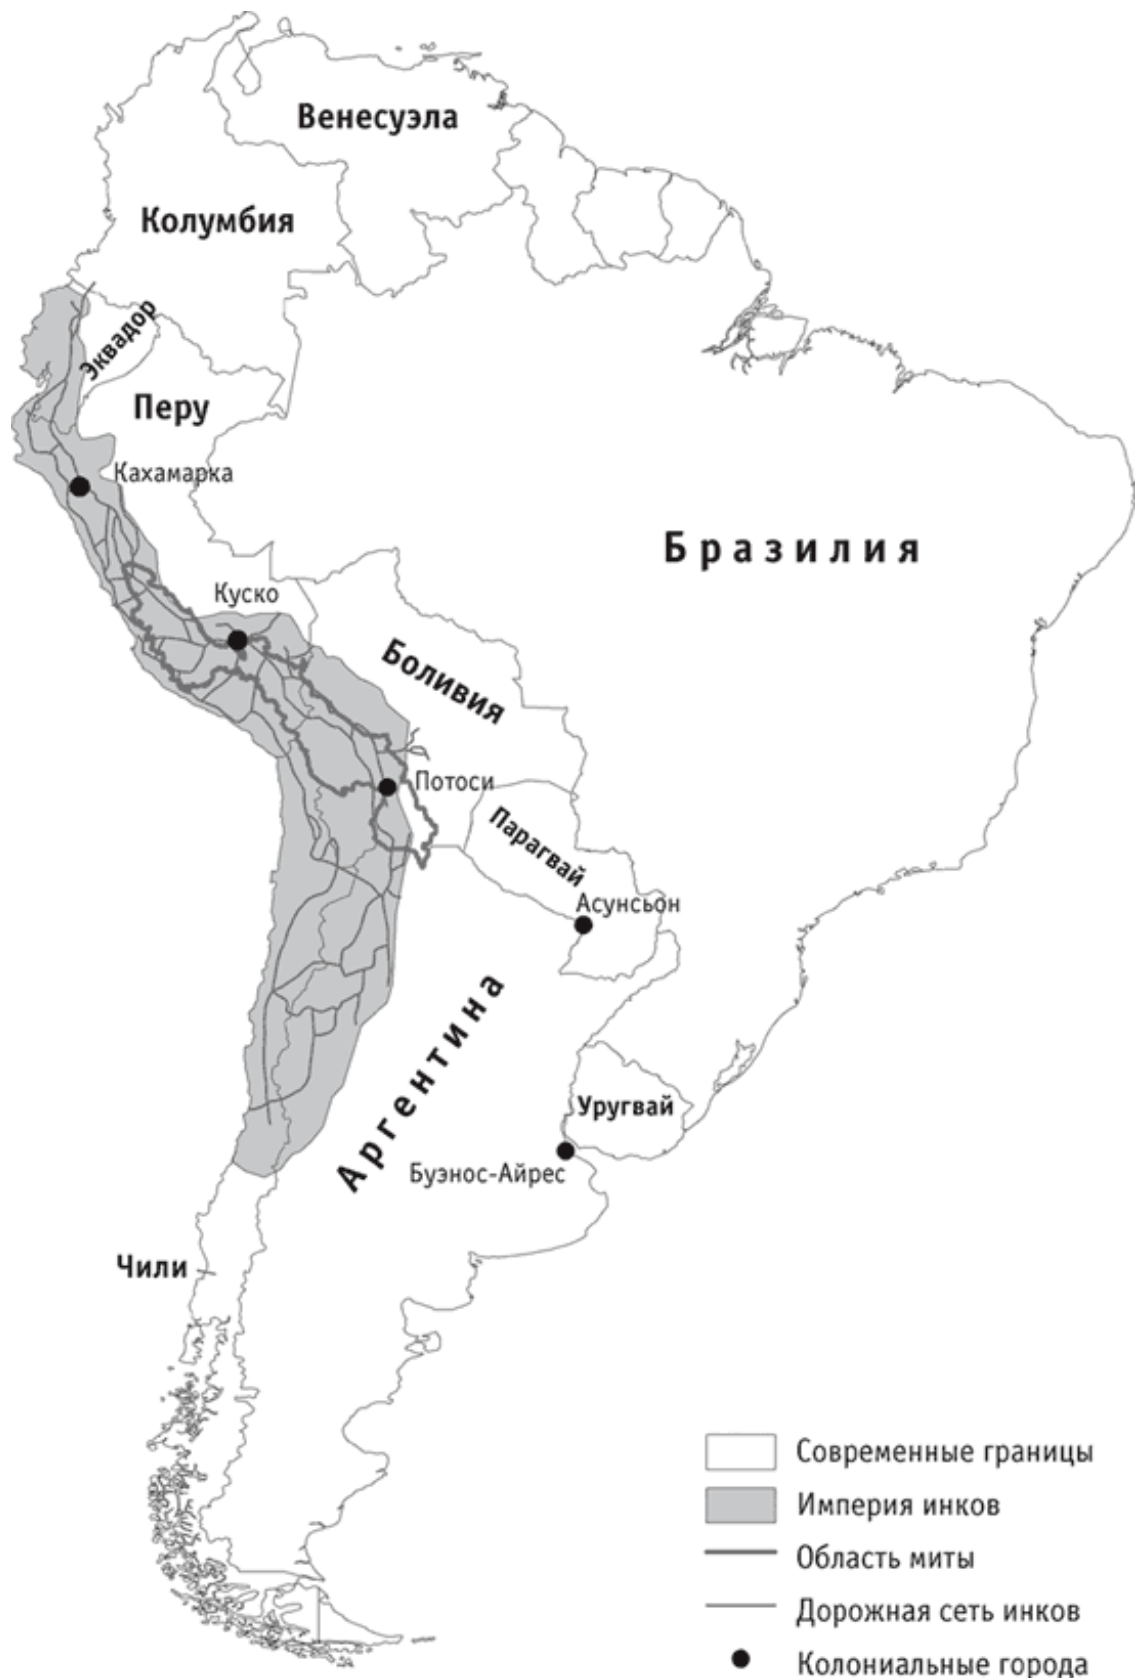 Венесуэла
Колумбия
Эквадор
Перу
Кахамарка
Бразилия
Куско
Боливия
Потоси
Парагвай
Асунсьон
Аргентина
Уругвай
Буэнос-Айрес
Чили
Современные границы
Империя инков
Область миты
Дорожная сеть инков
Колониальные города